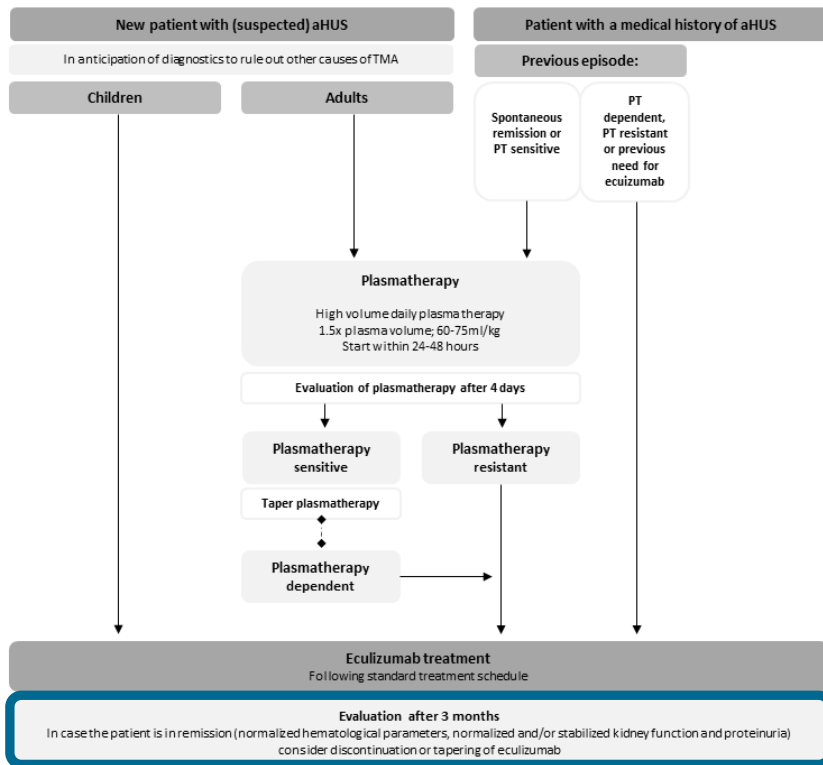 New patient with (suspected) aHUS
In anticipation of diagnostics to rule out other causes of TMA
Children
Adults
Patient with a medical history of aHUS
Previous episode:
Spontaneous
remission or
PT sensitive
PT
dependent,
PT resistant
or previous
need for
ecuizumab
Plasmatherapy
High volume daily plasma therapy
1.5x plasma volume; 60-75ml/kg
Start within 24-48 hours
Evaluation of plasmatherapy after 4 days
Plasmatherapy
sensitive
Plasmatherapy
resistant
Taper plasmatherapy
Plasmatherapy
dependent
Eculizumab treatment
Following standard treatment schedule
Evaluation after 3 months
In case the patient is in remission (normalized hematological parameters, normalized and/or stabilized kidney function and proteinuria)
consider discontinuation or tapering of eculizumab